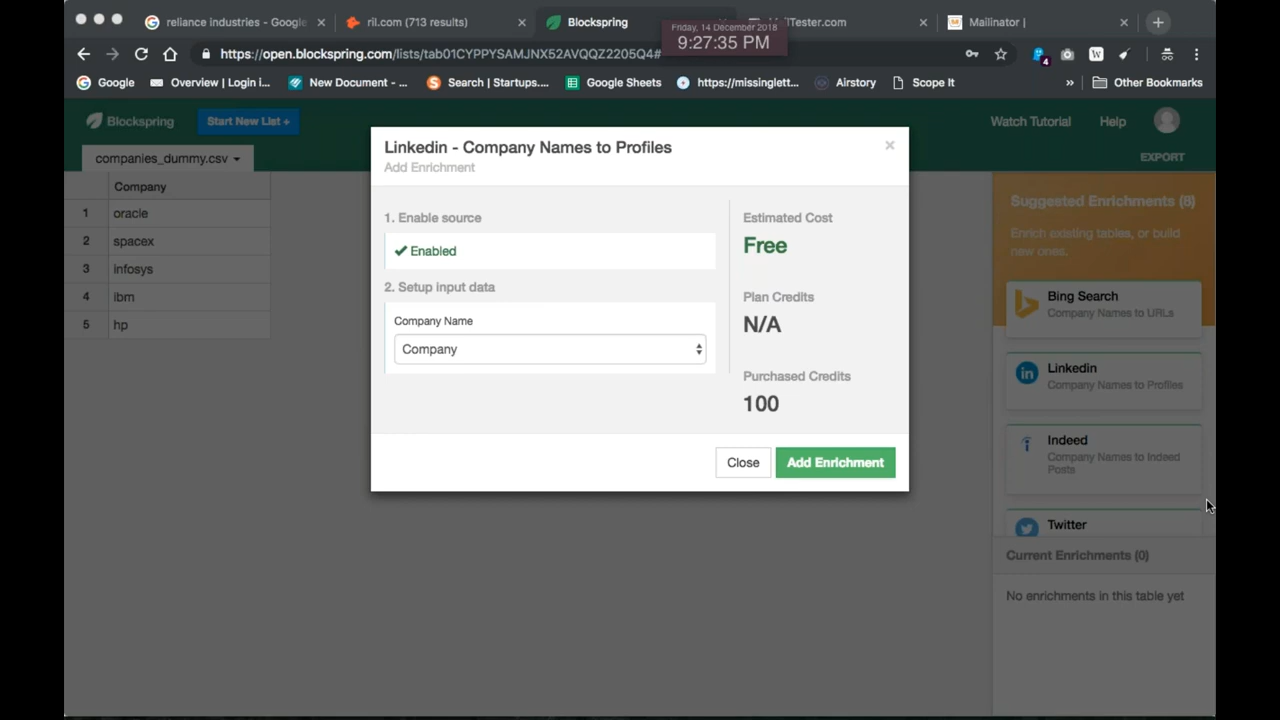 reliance industries - Google
ril.com (713 results)
Blockspring
MailTester.com
Mailinator |
Friday, 14 December 2018
9:27:35 PM
https://open.blockspring.com/lists/tab01CYPPYSAMJNX52AVQQZ2205Q4#
4
W
Google
Overview | Login i...
New Document - ...
Search | Startups....
Google Sheets
https://missinglett...
Airstory
Scope It
»
Other Bookmarks
Blockspring
Start New List +
Watch Tutorial
Help
companies_dummy.csv
EXPORT
Company
1 oracle
2 spacex
3 infosys
4 ibm
5 hp
Linkedin - Company Names to Profiles
×
Add Enrichment
1. Enable source
Enabled
2. Setup input data
Company Name
Company
Estimated Cost
Free
Plan Credits
N/A
Purchased Credits
100
Close
Add Enrichment
Suggested Enrichments (8)
Enrich existing tables, or build
new ones.
Bing Search
Company Names to URLs
Linkedin
Company Names to Profiles
Indeed
Company Names to Indeed
Posts
Twitter
Current Enrichments (0)
No enrichments in this table yet